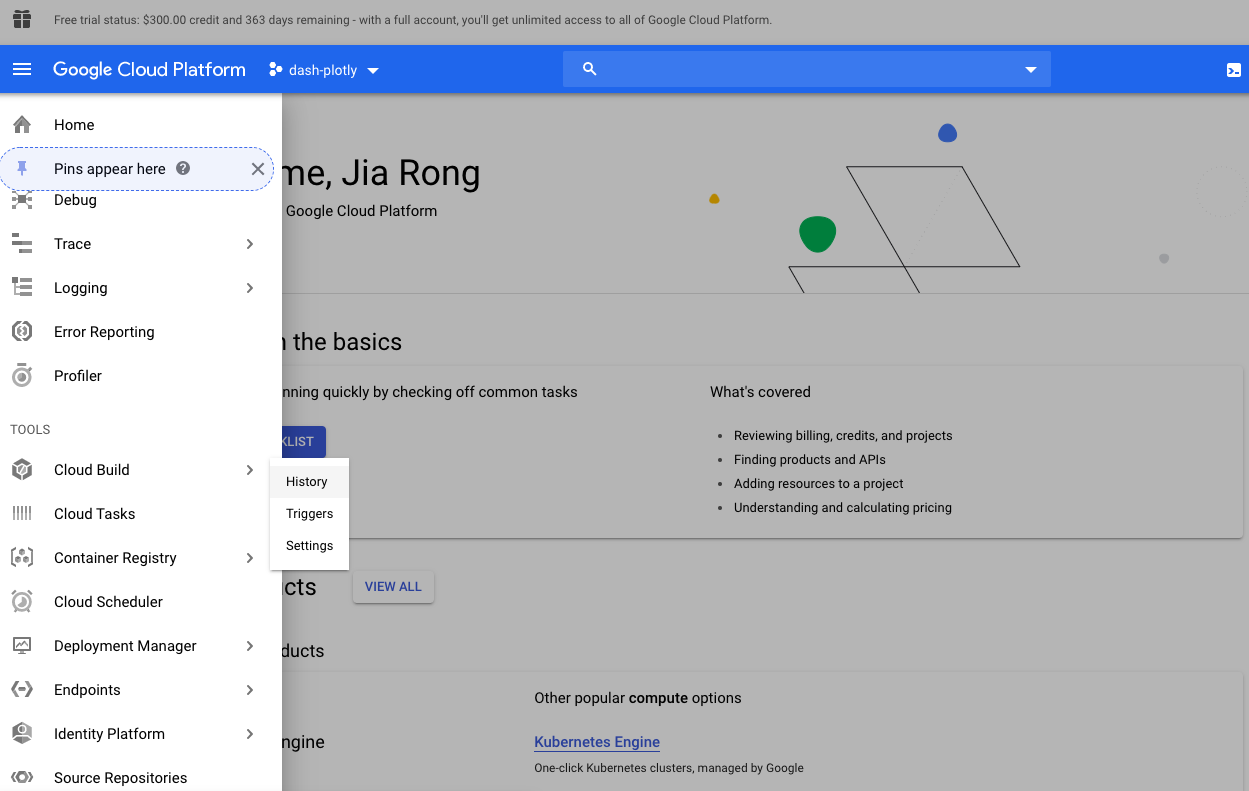 Free trial status: $300.00 credit and 363 days remaining - with a full account, you'll get unlimited access to all of Google Cloud Platform.
Google Cloud Platform
dash-plotly
Home
Pins appear here
Debug
Trace
Logging
Error Reporting
Profiler
TOOLS
Cloud Build
Cloud Tasks
Container Registry
Cloud Scheduler
Deployment Manager
Endpoints
Identity Platform
Source Repositories
History
Triggers
Settings
me, Jia Rong
Google Cloud Platform
the basics
nning quickly by checking off common tasks
KLIST
What's covered
Reviewing billing, credits, and projects
Finding products and APIs
Adding resources to a project
Understanding and calculating pricing
cts
VIEW ALL
ducts
ngine
Other popular compute options
Kubernetes Engine
One-click Kubernetes clusters, managed by Google